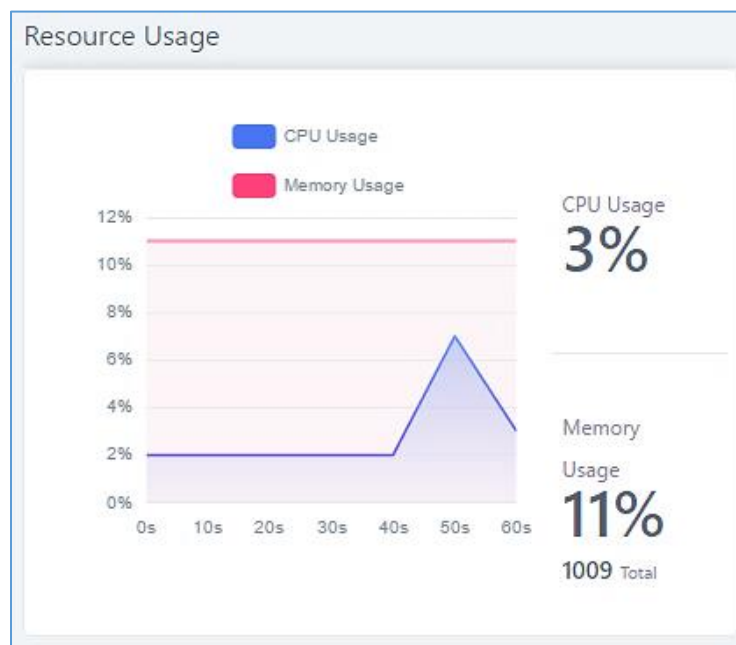 Resource Usage
CPU Usage
Memory Usage
12%
10%
8%
6%
4%
2%
0%
0s 10s 20s 30s 40s 50s 60s
CPU Usage
3%
Memory
Usage
11%
1009 Total